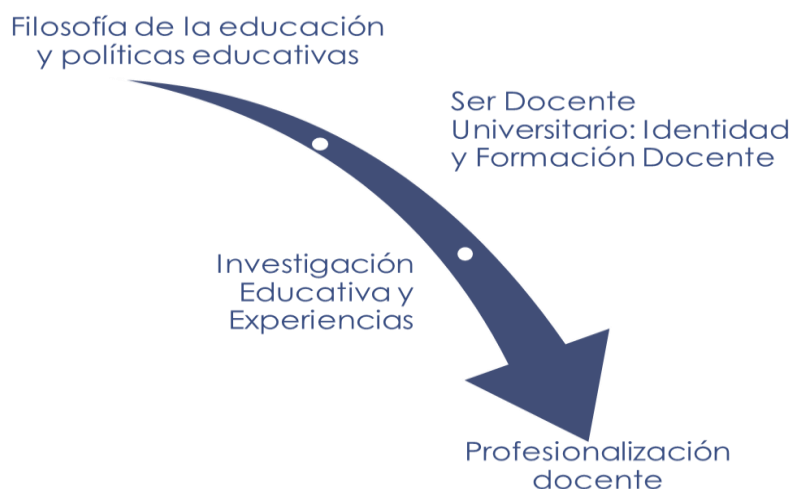 Filosofía de la educación
y políticas educativas
Ser Docente
Universitario: Identidad
y Formación Docente
Investigación
Educativa y
Experiencias
Profesionalización
docente